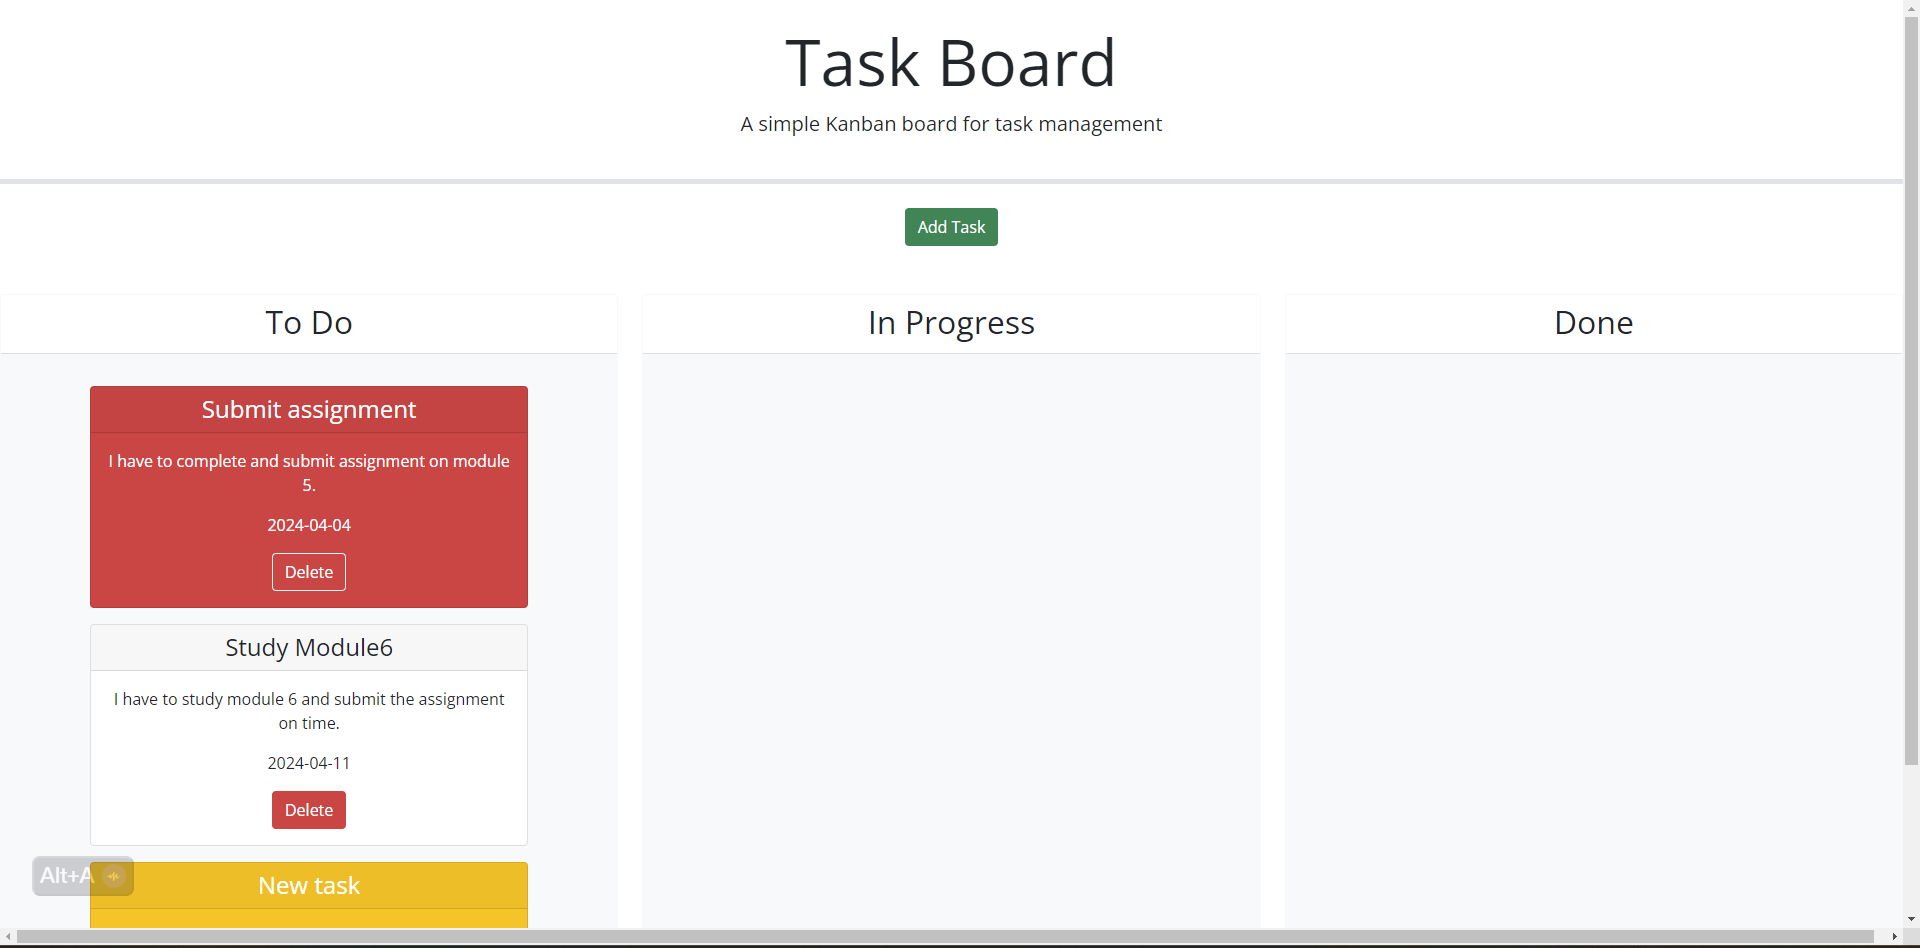 Task Board
A simple Kanban board for task management
Add Task
To Do
In Progress
Done
Submit assignment
I have to complete and submit assignment on module
5.
2024-04-04
Delete
Study Module6
I have to study module 6 and submit the assignment
on time.
2024-04-11
Delete
Alt+A
New task